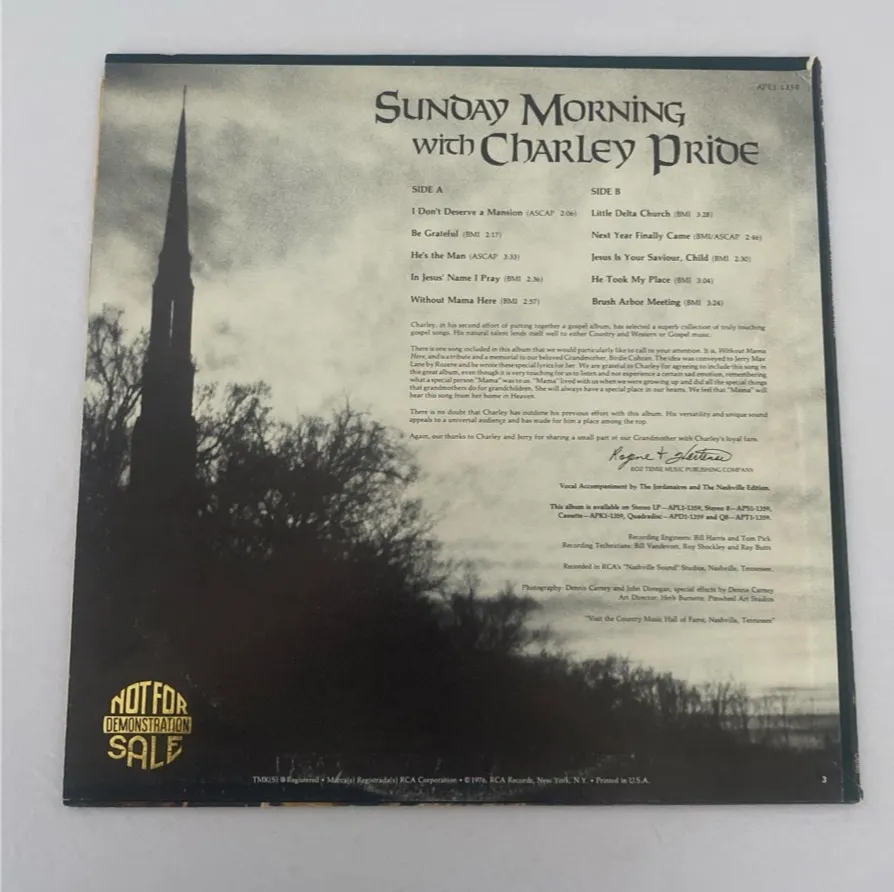 APL1-1359
SUNDAY MORNING
with CHARLEY PRIDE
SIDE A
I Don't Deserve a Mansion (ASCAP 2:06)
Be Grateful (BMI 2:17)
He's the Man (ASCAP 3:33)
In Jesus' Name I Pray (BMI 2:36)
Without Mama Here (BMI 2:57)
SIDE B
Little Delta Church (BMI 3:28)
Next Year Finally Came (BMI/ASCAP 2:46)
Jesus Is Your Saviour, Child (BMI 2:30)
He Took My Place (BMI 3:04)
Brush Arbor Meeting (BMI 3:24)
Charley, in his second effort of putting together a gospel album, has selected a superb collection of truly touching
gospel songs. His natural talent lends itself well to either Country and Western or Gospel music.
There is one song included in this album that we would particularly like to call to your attention. It is, Without Mama
Here, and is a tribute and a memorial to our beloved Grandmother, Birdie Cohran. The idea was conveyed to Jerry Max
Lane by Rozene and he wrote these special lyrics for her. We are grateful to Charley for agreeing to include this song in
this great album, even though it is very touching for us to listen and not experience a certain sad emotion, remembering
what a special person "Mama" was to us. "Mama" lived with us when we were growing up and did all the special things
that grandmothers do for grandchildren. She will always have a special place in our hearts. We feel that "Mama" will
hear this song from her home in Heaven.
There is no doubt that Charley has outdone his previous effort with this album. His versatility and unique sound
appeals to a universal audience and has made for him a place among the top.
Again, our thanks to Charley and Jerry for sharing a small part of our Grandmother with Charley's loyal fans.
ROZ TENSE MUSIC PUBLISHING COMPANY
Vocal Accompaniment by The Jordanaires and The Nashville Edition.
This album is available on Stereo LP—APL1-1359, Stereo 8—APS1-1359,
Cassette—APK1-1359, Quadradisc—APD1-1359 and Q8—APT1-1359.
Recording Engineers: Bill Harris and Tom Pick
Recording Technicians: Bill Vandevort, Roy Shockley and Ray Butts
Recorded in RCA's "Nashville Sound" Studios, Nashville, Tennessee.
Photography: Dennis Carney and John Donegan, special effects by Dennis Carney
Art Director: Herb Burnette, Pinwheel Art Studios
"Visit the Country Music Hall of Fame, Nashville, Tennessee"
NOT FOR
DEMONSTRATION
SALE
TMK(S) ® Registered • Marca(s) Registrada(s) RCA Corporation • © 1976, RCA Records, New York, N.Y. • Printed in U.S.A.
3